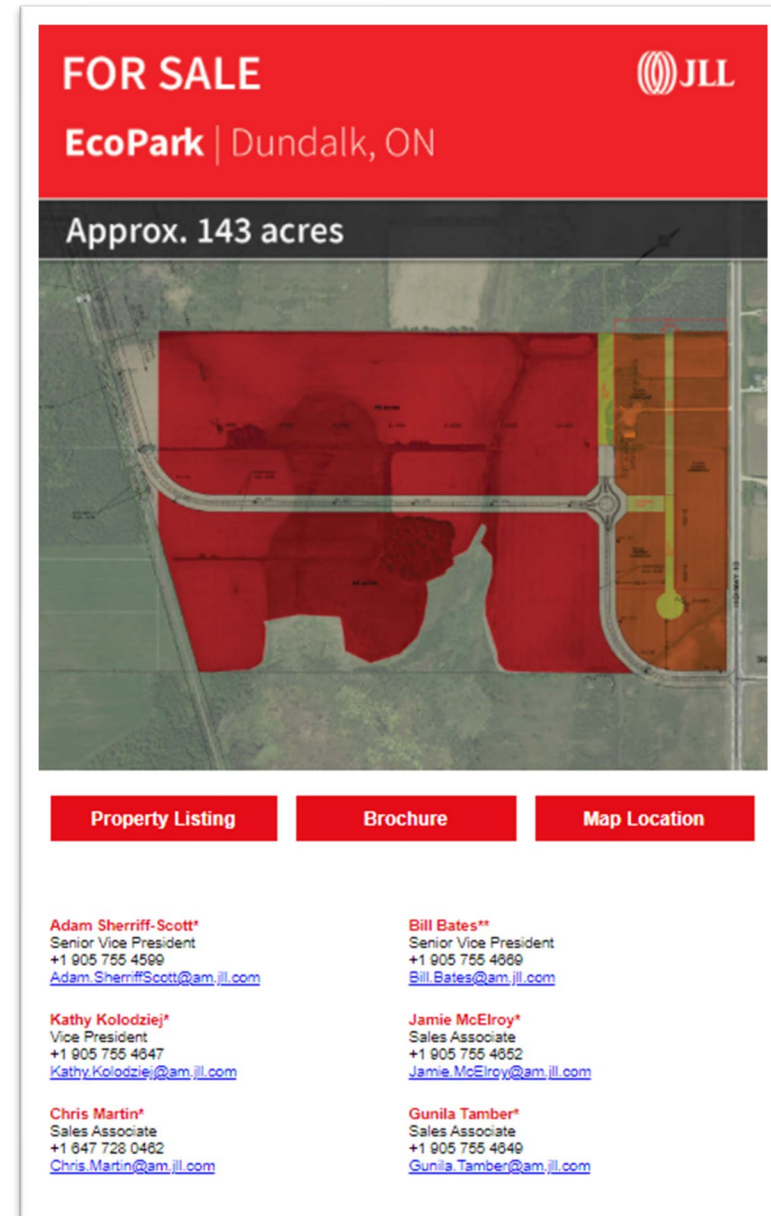 FOR SALE
JLL
EcoPark | Dundalk, ON
Approx. 143 acres
HIGHWAY
Property Listing
Brochure
Map Location
Adam Sherriff-Scott*
Senior Vice President
+1 905 755 4599
Adam.SherriffScott@am.jll.com
Bill Bates**
Senior Vice President
+1 905 755 4669
Bill.Bates@am.jll.com
Kathy Kolodziej*
Vice President
+1 905 755 4647
Kathy.Kolodziej@am.jll.com
Jamie McElroy*
Sales Associate
+1 905 755 4652
Jamie.McElroy@am.jll.com
Chris Martin*
Sales Associate
+1 647 728 0462
Chris.Martin@am.jll.com
Gunila Tamber*
Sales Associate
+1 905 755 4649
Gunila.Tamber@am.jll.com